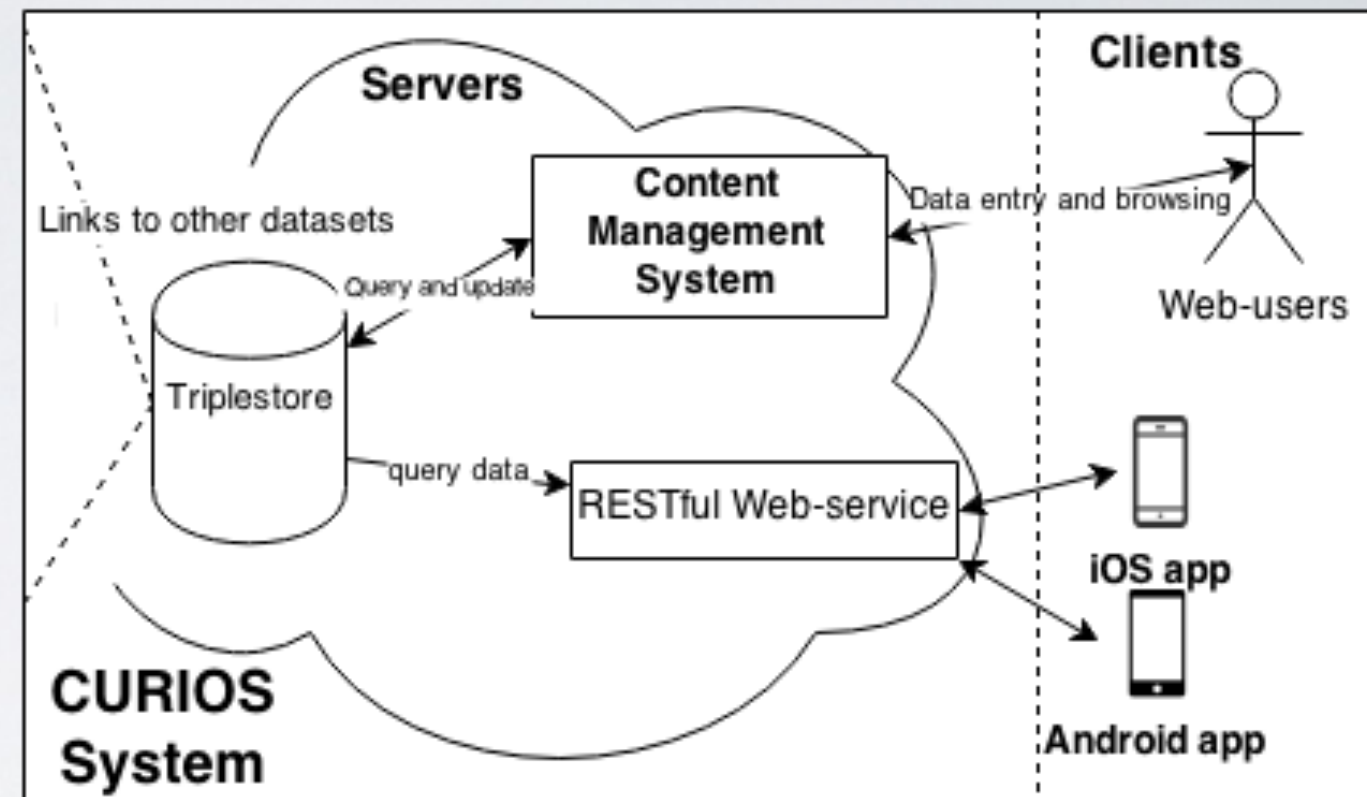 Servers
Clients
Content
Management
System
Data entry and browsing
Links to other datasets
Query and update
Web-users
Triplestore
query data
RESTful Web-service
iOS app
CURIOS
System
Android app